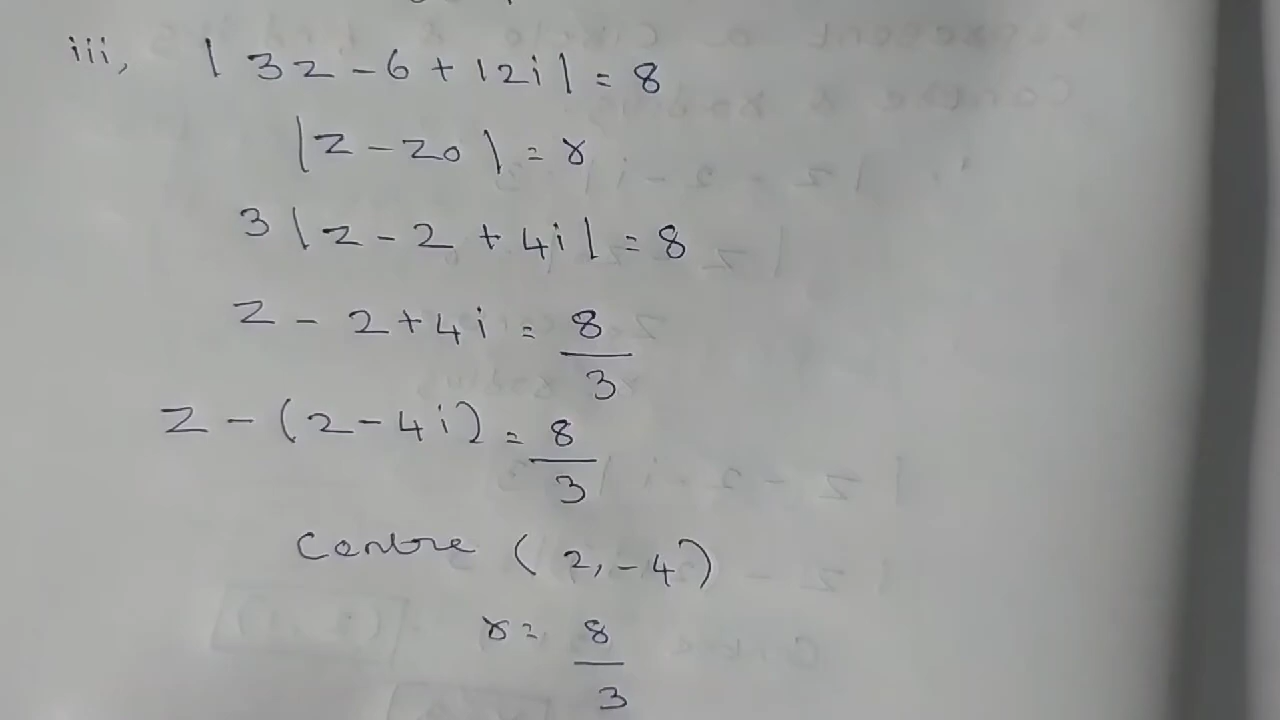 iii, | 3z - 6 + 12i | = 8
| z - z0 | = r
3 | z - 2 + 4i | = 8
z - 2 + 4i = 8/3
z - (2 - 4i) = 8/3
Centre (2, -4)
r = 8/3